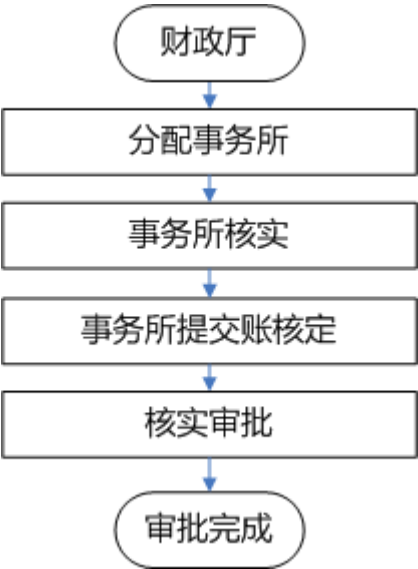 财政厅
分配事务所
事务所核实
事务所提交账核定
核实审批
审批完成